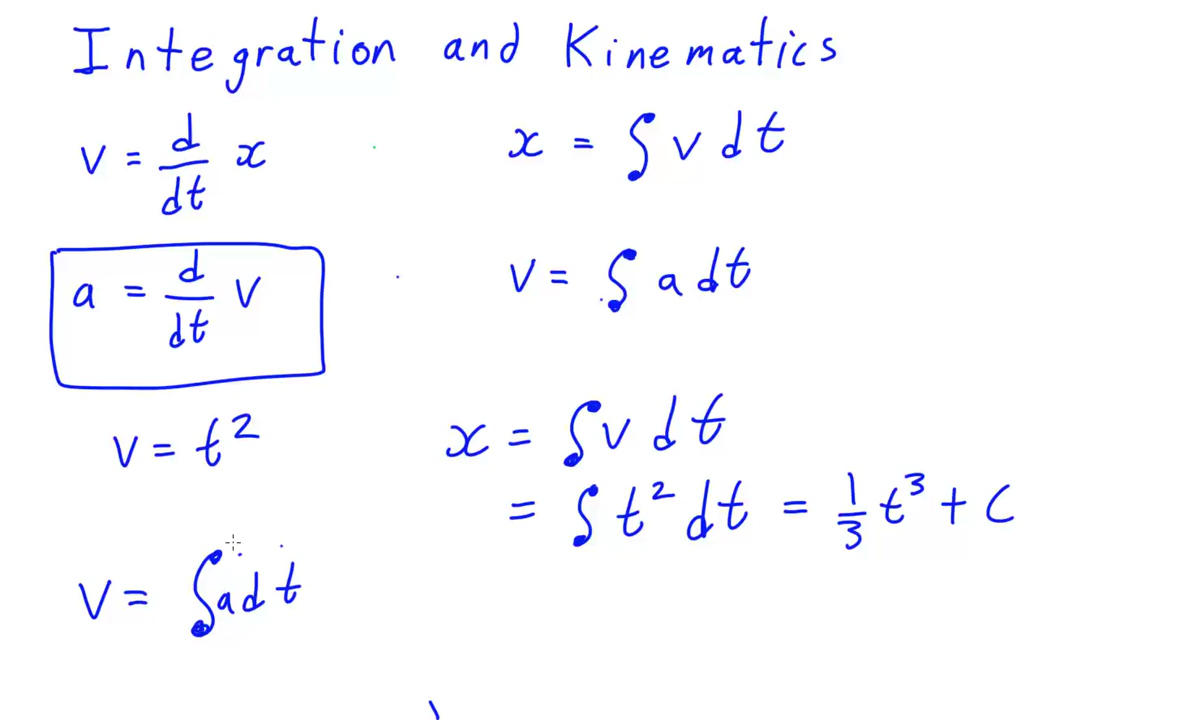 Integration and Kinematics
v = d/dt x
x = ∫ v dt
a = d/dt v
v = ∫ a dt
v = t²
x = ∫ v dt
= ∫ t² dt = 1/3 t³ + C
v = ∫ a dt